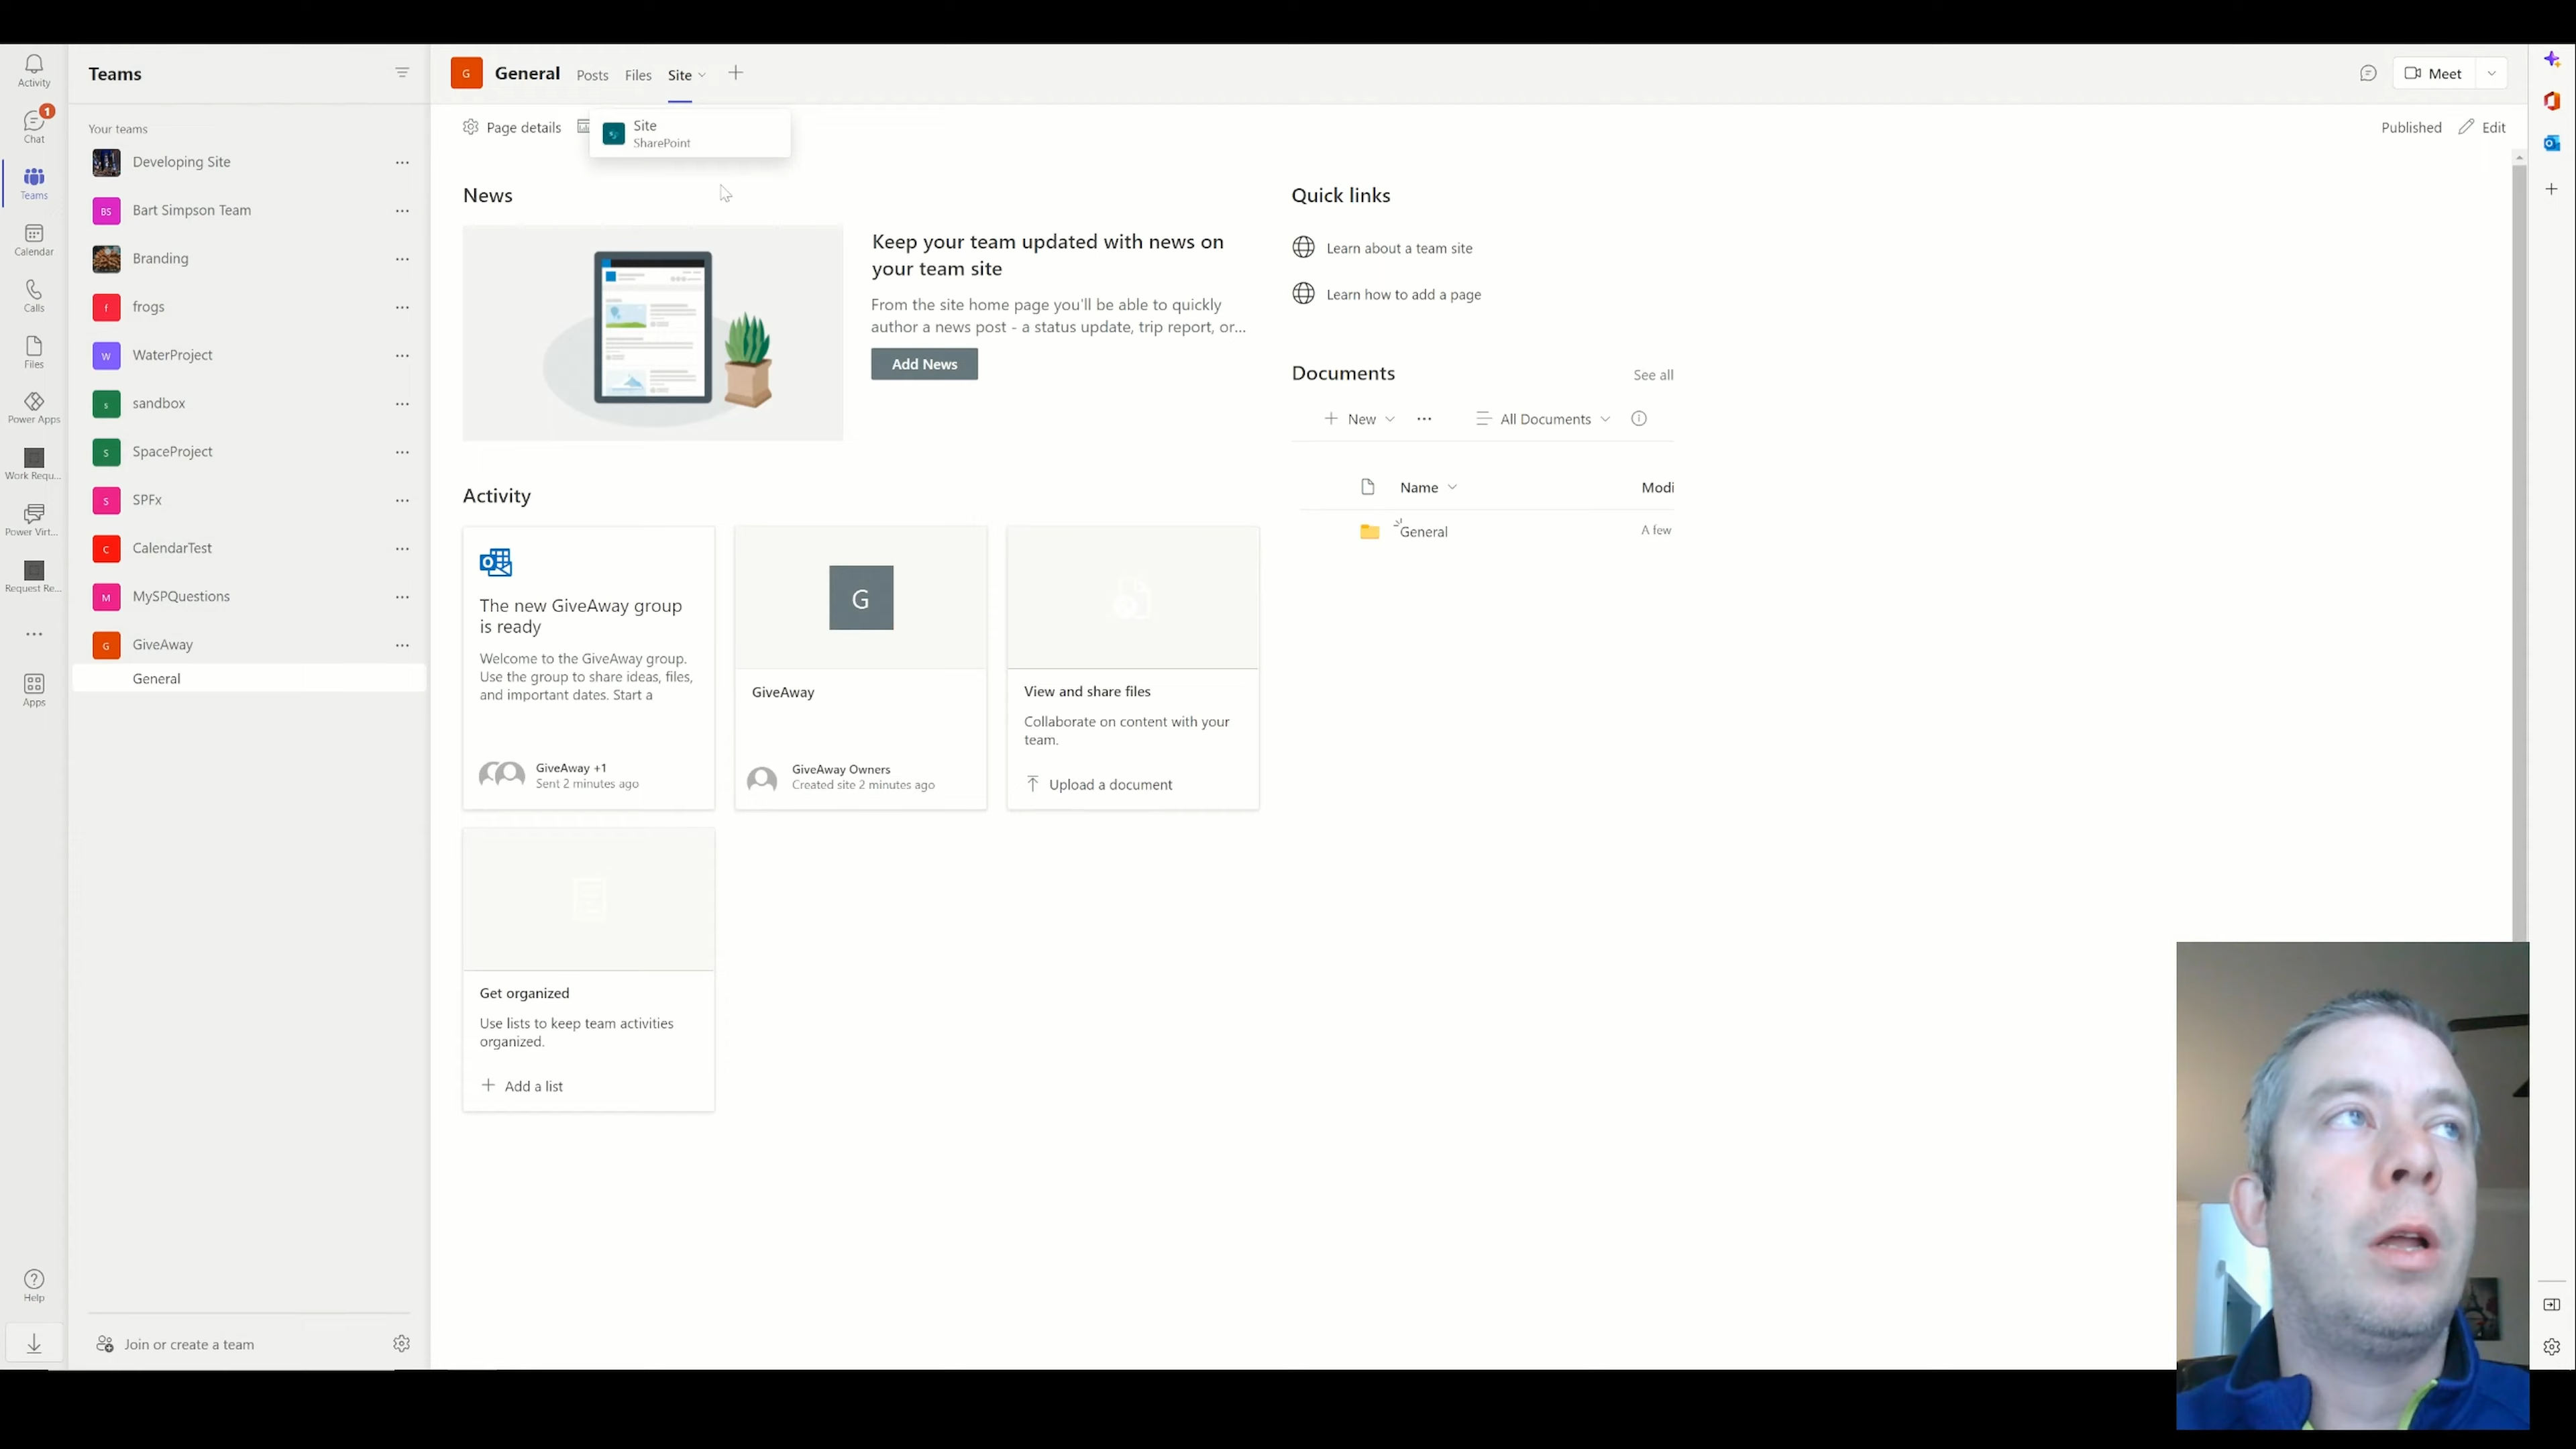 Activity
Chat
1
Teams
Calendar
Calls
Files
Power Apps
Work Requ...
Power Virt...
Request Re...
Apps
Help
Teams
Your teams
Developing Site
BS Bart Simpson Team
Branding
f frogs
W WaterProject
s sandbox
S SpaceProject
S SPFx
C CalendarTest
M MySPQuestions
G GiveAway
General
Join or create a team
G General Posts Files Site
Meet
Page details
Site
SharePoint
Published Edit
News
Keep your team updated with news on
your team site
From the site home page you'll be able to quickly
author a news post - a status update, trip report, or...
Add News
Quick links
Learn about a team site
Learn how to add a page
Documents See all
New All Documents
Name Modi
General A few
Activity
The new GiveAway group
is ready
Welcome to the GiveAway group.
Use the group to share ideas, files,
and important dates. Start a
GiveAway +1
Sent 2 minutes ago
G
GiveAway
GiveAway Owners
Created site 2 minutes ago
View and share files
Collaborate on content with your
team.
Upload a document
Get organized
Use lists to keep team activities
organized.
Add a list